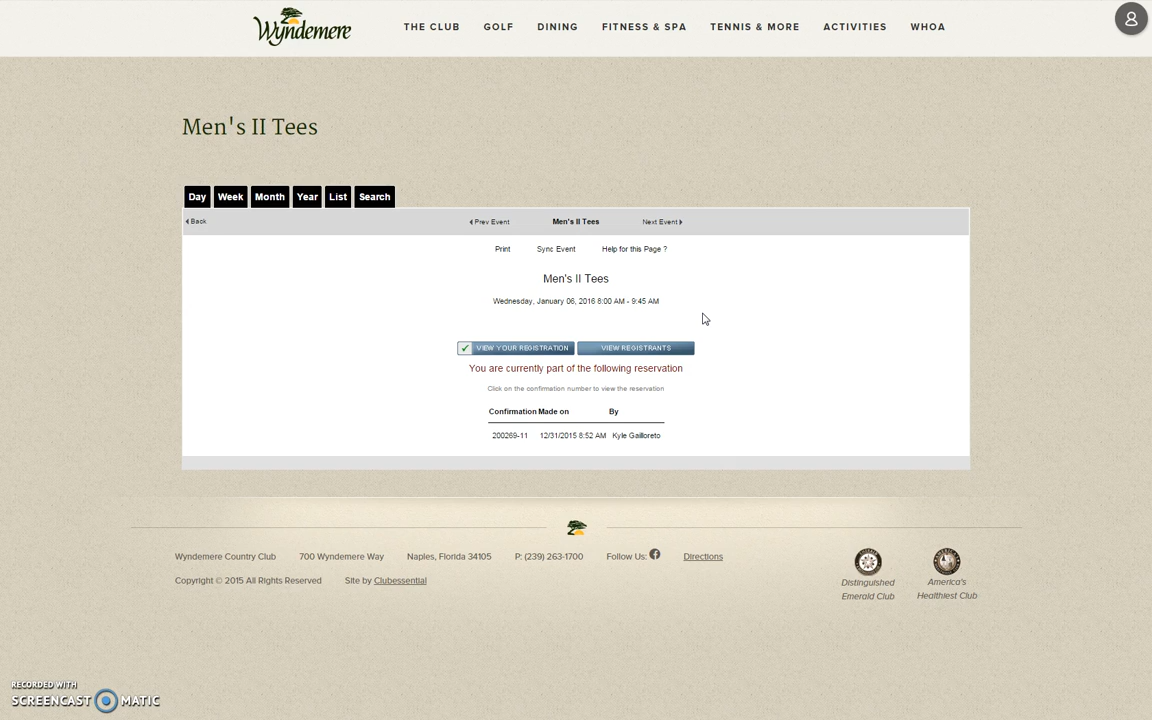 Wyndemere
THE CLUB GOLF DINING FITNESS & SPA TENNIS & MORE ACTIVITIES WHOA
Men's II Tees
Day Week Month Year List Search
Back Prev Event Men's II Tees Next Event
Print Sync Event Help for this Page ?
Men's II Tees
Wednesday, January 06, 2016 8:00 AM - 9:45 AM
VIEW YOUR REGISTRATION VIEW REGISTRANTS
You are currently part of the following reservation
Click on the confirmation number to view the reservation
Confirmation Made on By
200269-11 12/31/2015 8:52 AM Kyle Gailloreto
Wyndemere Country Club 700 Wyndemere Way Naples, Florida 34105 P: (239) 263-1700 Follow Us: Directions
Copyright © 2015 All Rights Reserved Site by Clubessential
Distinguished
Emerald Club
America's
Healthiest Club
RECORDED WITH
SCREENCAST MATIC